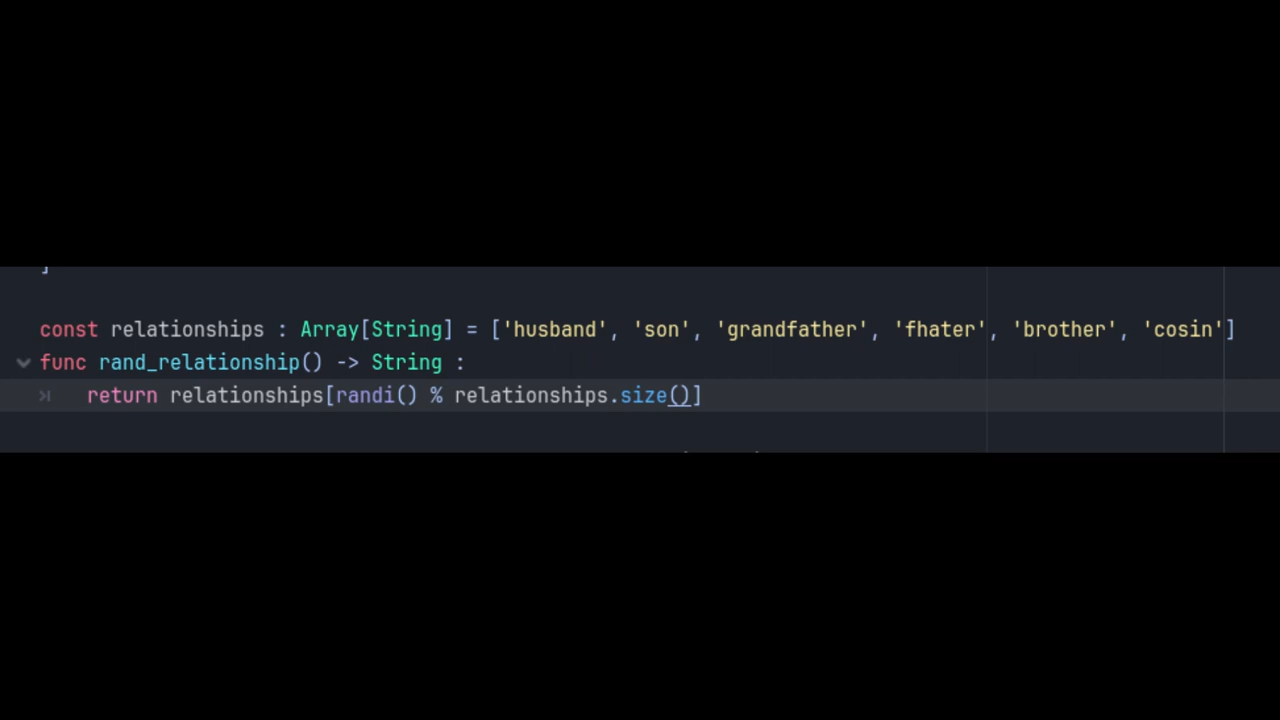 ]
const relationships : Array[String] = ['husband', 'son', 'grandfather', 'fhater', 'brother', 'cosin']
func rand_relationship() -> String :
return relationships[randi() % relationships.size()]